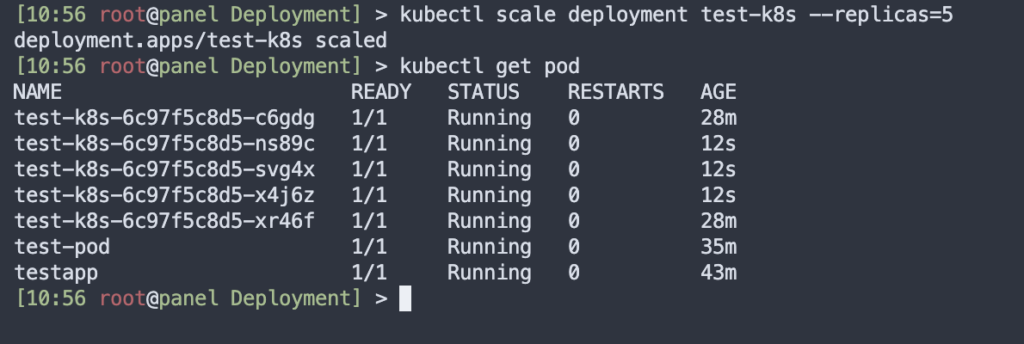 [10:56 root@panel Deployment] > kubectl scale deployment test-k8s --replicas=5
deployment.apps/test-k8s scaled
[10:56 root@panel Deployment] > kubectl get pod
NAME                        READY   STATUS    RESTARTS   AGE
test-k8s-6c97f5c8d5-c6gdg   1/1     Running   0          28m
test-k8s-6c97f5c8d5-ns89c   1/1     Running   0          12s
test-k8s-6c97f5c8d5-svg4x   1/1     Running   0          12s
test-k8s-6c97f5c8d5-x4j6z   1/1     Running   0          12s
test-k8s-6c97f5c8d5-xr46f   1/1     Running   0          28m
test-pod                    1/1     Running   0          35m
testapp                     1/1     Running   0          43m
[10:56 root@panel Deployment] >